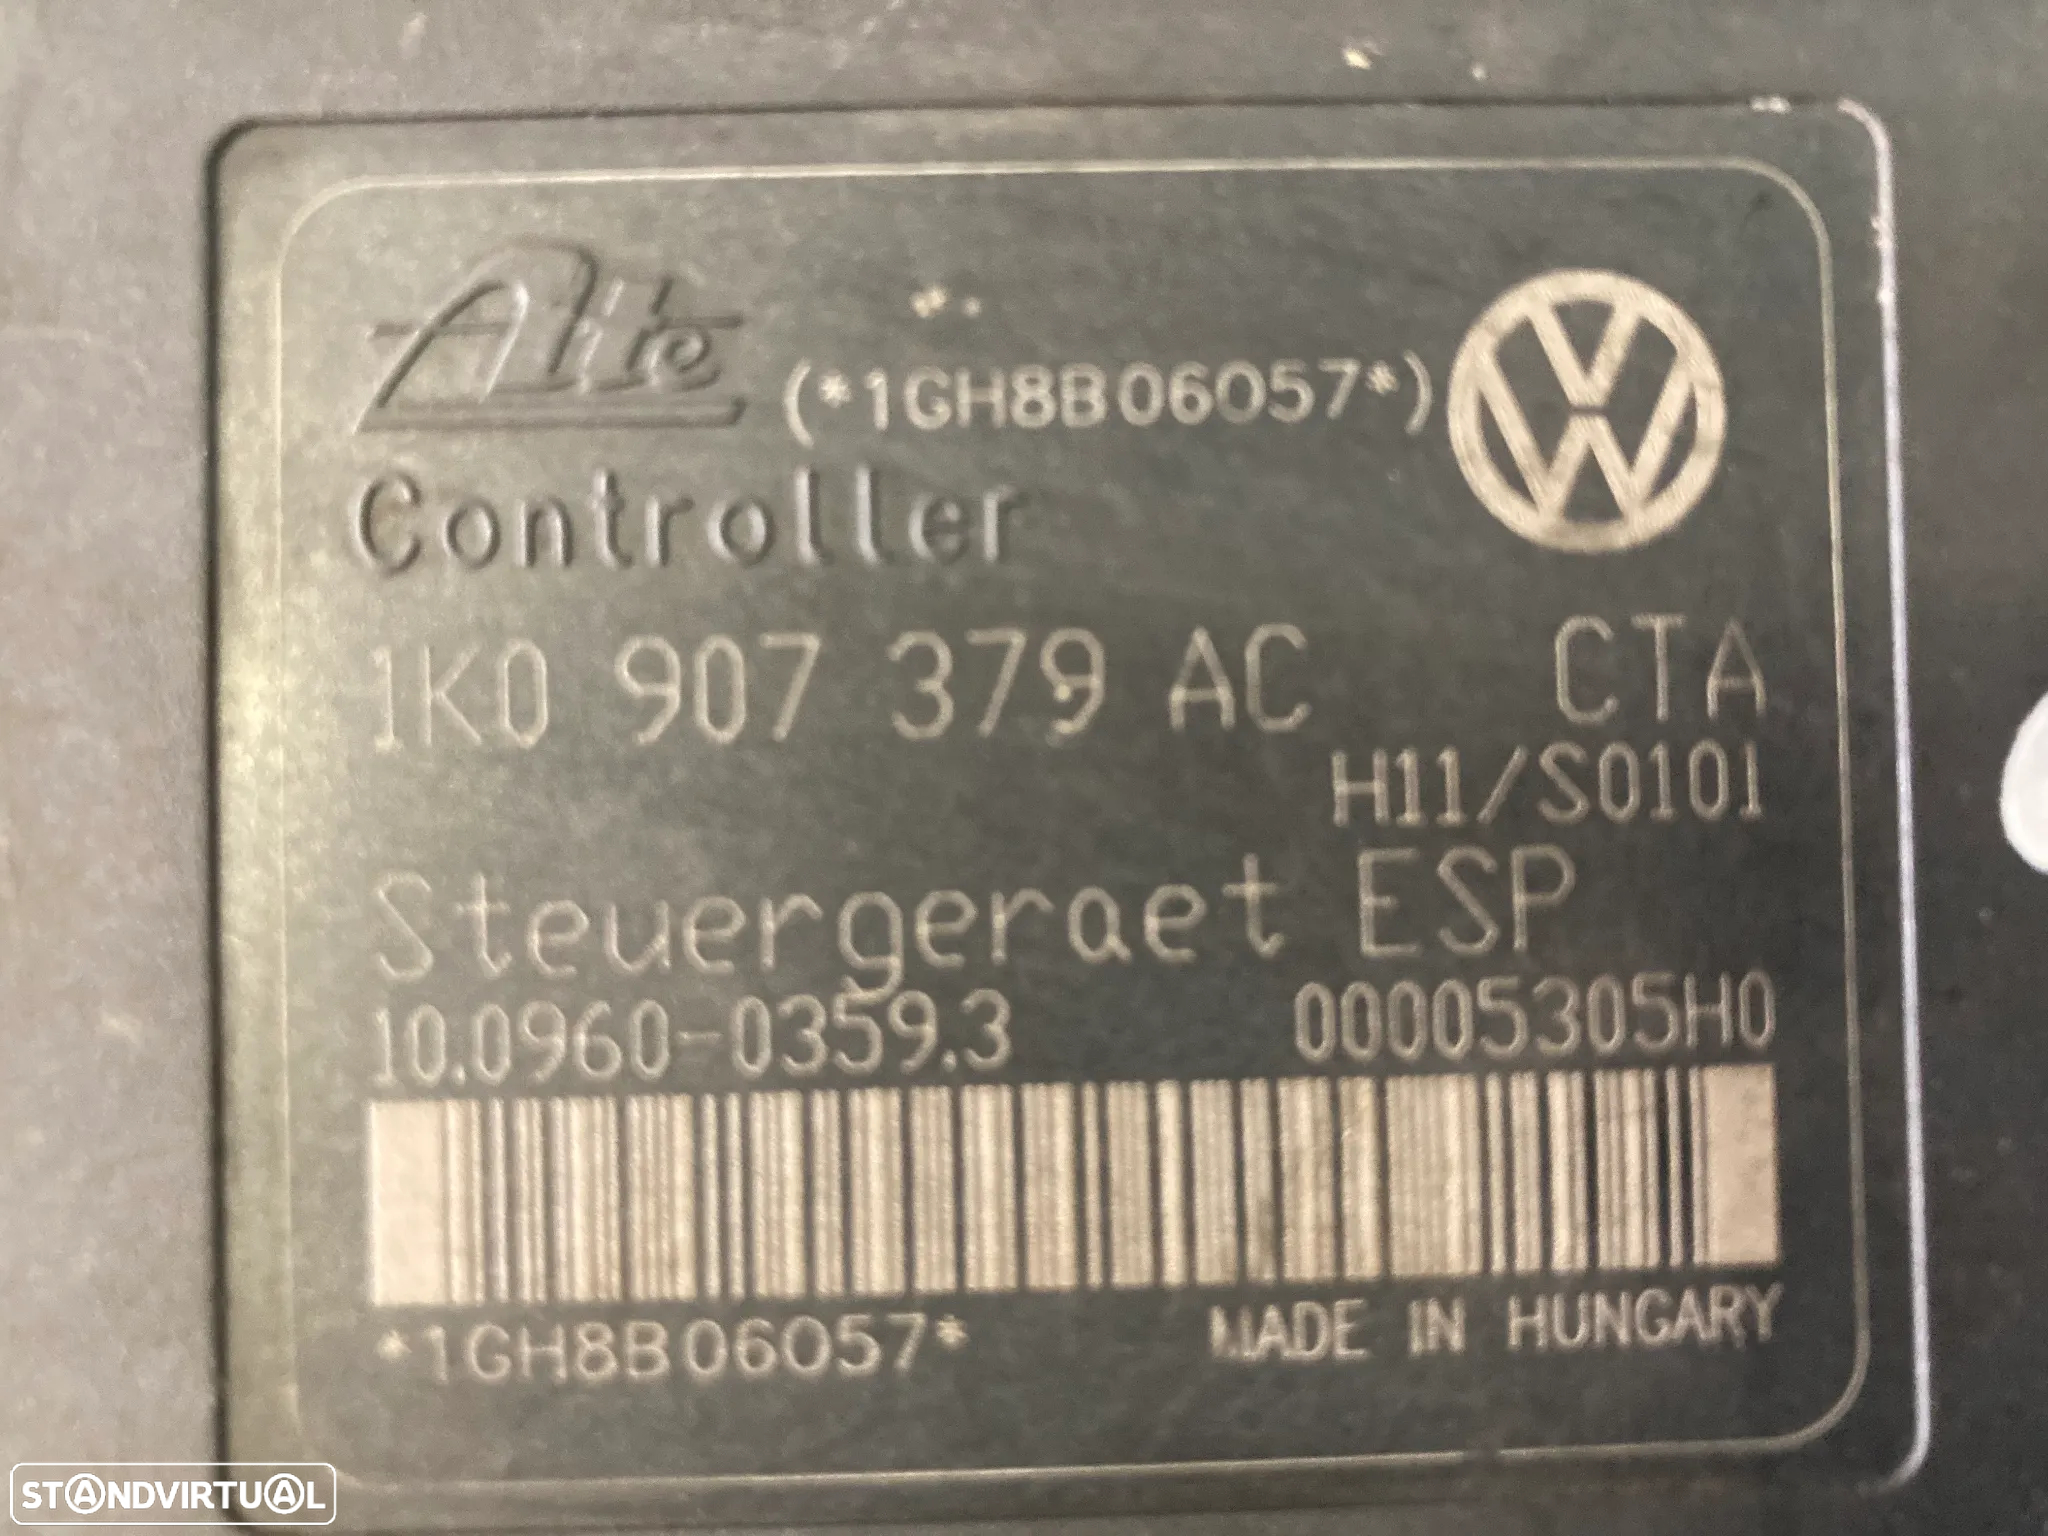 Ate (*1GH8B06057*)
Controller
1K0 907 379 AC CTA
H11/S0101
Steuergeraet ESP
10.0960-0359.3 00005305H0
*1GH8B06057* MADE IN HUNGARY
STANDVIRTUAL